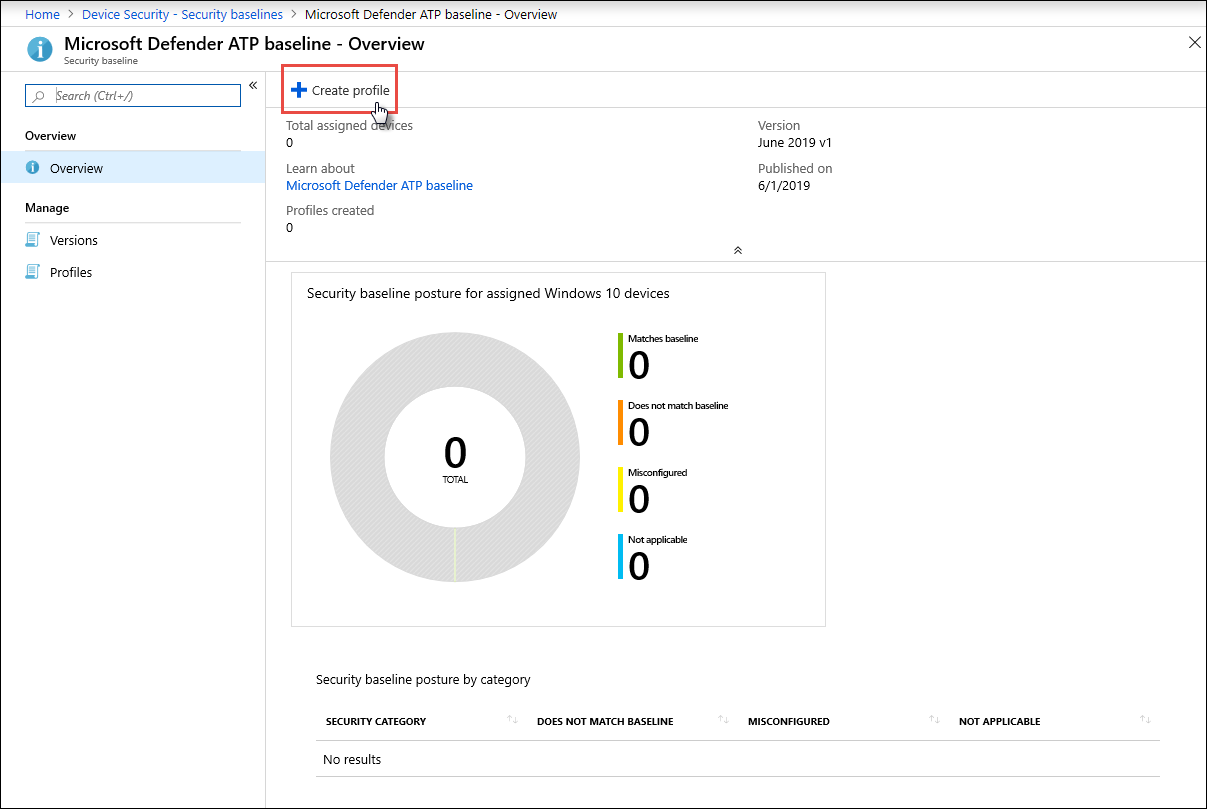 Home > Device Security - Security baselines > Microsoft Defender ATP baseline - Overview
Microsoft Defender ATP baseline - Overview
Security baseline
Search (Ctrl+/)
Overview
Overview
Manage
Versions
Profiles
Create profile
Total assigned devices
0
Version
June 2019 v1
Learn about
Microsoft Defender ATP baseline
Published on
6/1/2019
Profiles created
0
Security baseline posture for assigned Windows 10 devices
0
TOTAL
Matches baseline
0
Does not match baseline
0
Misconfigured
0
Not applicable
0
Security baseline posture by category
SECURITY CATEGORY DOES NOT MATCH BASELINE MISCONFIGURED NOT APPLICABLE
No results